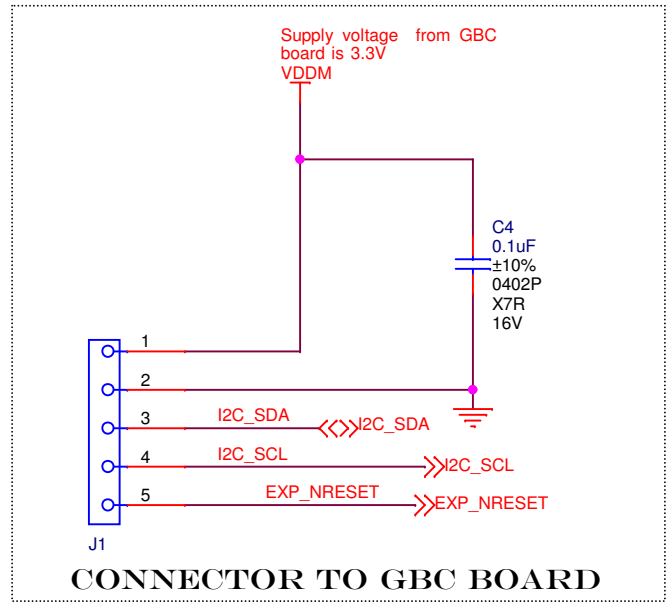 Supply voltage from GBC
board is 3.3V
VDDM
C4
0.1uF
±10%
0402P
X7R
16V
1
2
3 I2C_SDA I2C_SDA
4 I2C_SCL I2C_SCL
5 EXP_NRESET EXP_NRESET
J1
CONNECTOR TO GBC BOARD